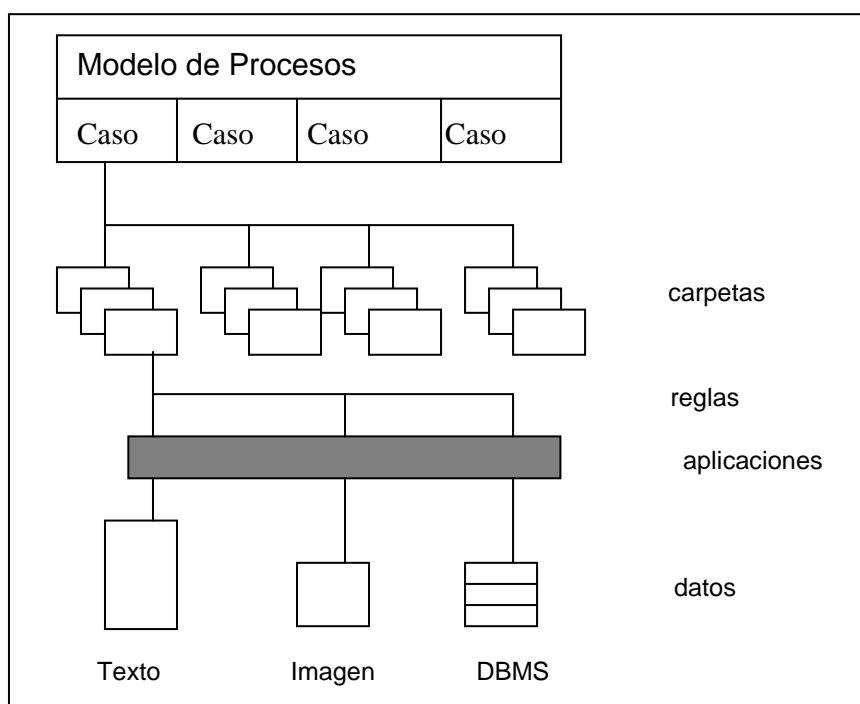 Modelo de Procesos
Caso Caso Caso Caso
carpetas
reglas
aplicaciones
datos
Texto Imagen DBMS